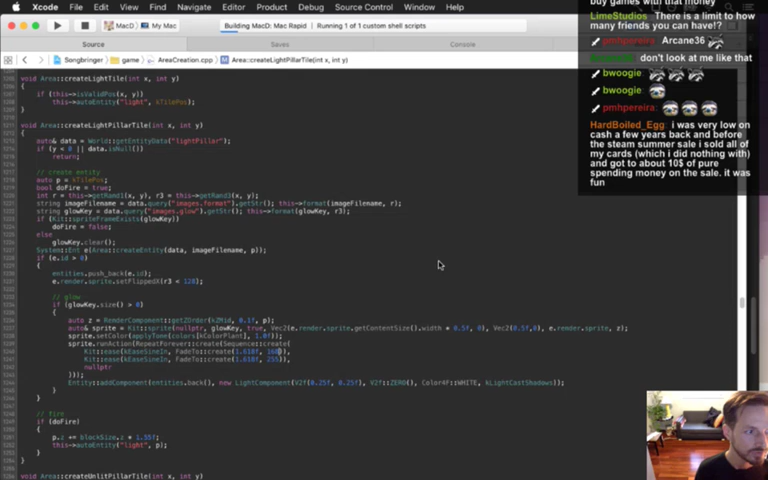 Xcode File Edit View Find Navigate Editor Product Debug Source Control Window Help
MacD My Mac
Building MacD: Mac Rapid Running 1 of 1 custom shell scripts
Source Saves Console
Songbringer game AreaCreation.cpp Area::createLightPillarTile(int x, int y)
void Area::createLightTile(int x, int y)
{
if (this->isValidPos(x, y))
this->autoEntity("light", kTilePos);
}
void Area::createLightPillarTile(int x, int y)
{
auto& data = World::getEntityData("lightPillar");
if (y < 0 || data.isNull())
return;
// create entity
auto p = kTilePos;
bool doFire = true;
int r = this->getRand1(x, y), r3 = this->getRand3(x, y);
string imageFilename = data.query("images.format").getStr(); this->format(imageFilename, r);
string glowKey = data.query("images.glow").getStr(); this->format(glowKey, r3);
if (Kit::spriteFrameExists(glowKey))
doFire = false;
else
glowKey.clear();
System::Ent e(Area::createEntity(data, imageFilename, p));
if (e.id > 0)
{
entities.push_back(e.id);
e.render.sprite.setFlippedX(r3 < 128);
// glow
if (glowKey.size() > 0)
{
auto z = RenderComponent::getZOrder(kZMid, 0.1f, p);
auto& sprite = Kit::sprite(nullptr, glowKey, true, Vec2(e.render.sprite.getContentSize().width * 0.5f, 0), Vec2(0.5f,0), e.render.sprite, z);
sprite.setColor(applyTone(colors[kColorPlant], 1.0f));
sprite.runAction(RepeatForever::create(Sequence::create(
Kit::ease(kEaseSineIn, FadeTo::create(1.618f, 168)),
Kit::ease(kEaseSineIn, FadeTo::create(1.618f, 255)),
nullptr
)));
Entity::addComponent(entities.back(), new LightComponent(V2f(0.25f, 0.25f), V2f::ZERO(), Color4F::WHITE, kLightCastShadows));
}
}
// fire
if (doFire)
{
p.z += blockSize.z * 1.55f;
this->autoEntity("light", p);
}
}
void Area::createUnlitPillarTile(int x, int y)
buy games with that money
LimeStudios There is a limit to how
many friends you can have!?
pmhpereira Arcane36
don't look at me like that
bwoogie
bwoogie
pmhpereira
HardBoiled_Egg: i was very low on
cash a few years back and before
the steam summer sale i sold all of
my cards (which i did nothing with)
and got to about 10$ of pure
spending money on the sale. it was
fun